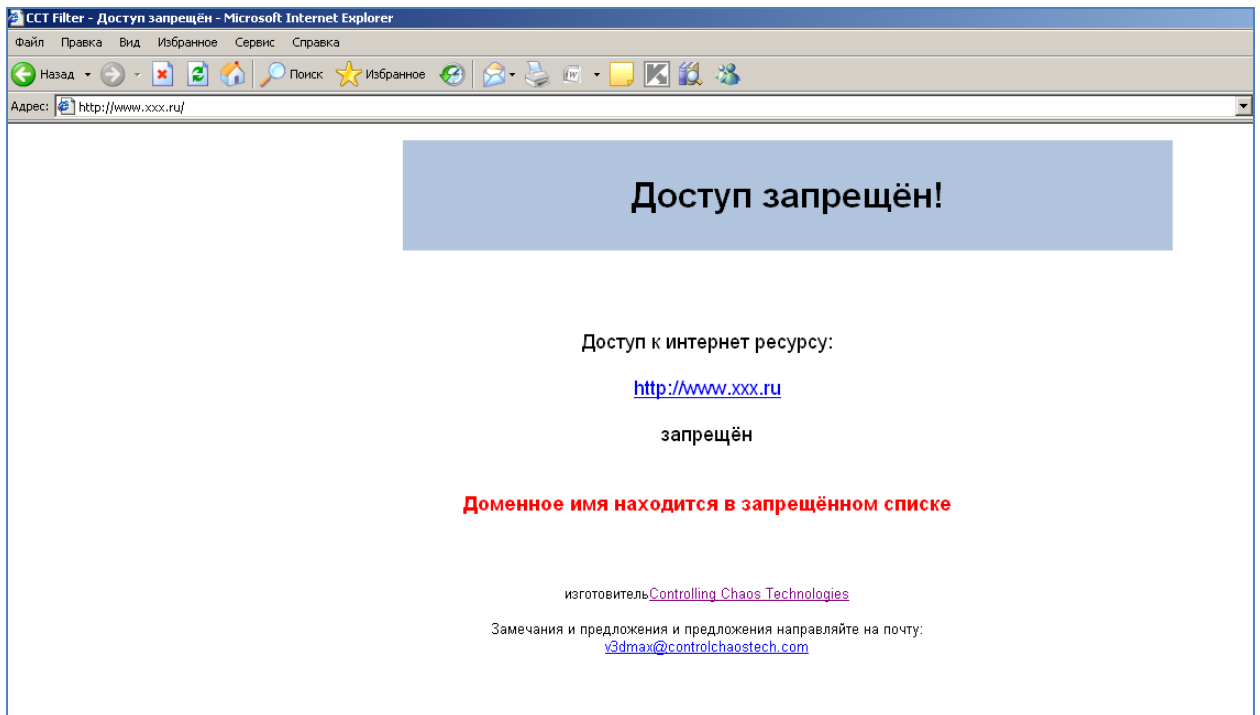 CCT Filter - Доступ запрещён - Microsoft Internet Explorer
Файл Правка Вид Избранное Сервис Справка
Назад Поиск Избранное
Адрес: http://www.xxx.ru/
Доступ запрещён!
Доступ к интернет ресурсу:
http://www.xxx.ru
запрещён
Доменное имя находится в запрещённом списке
изготовительControlling Chaos Technologies
Замечания и предложения и предложения направляйте на почту:
v3dmax@controlchaostech.com